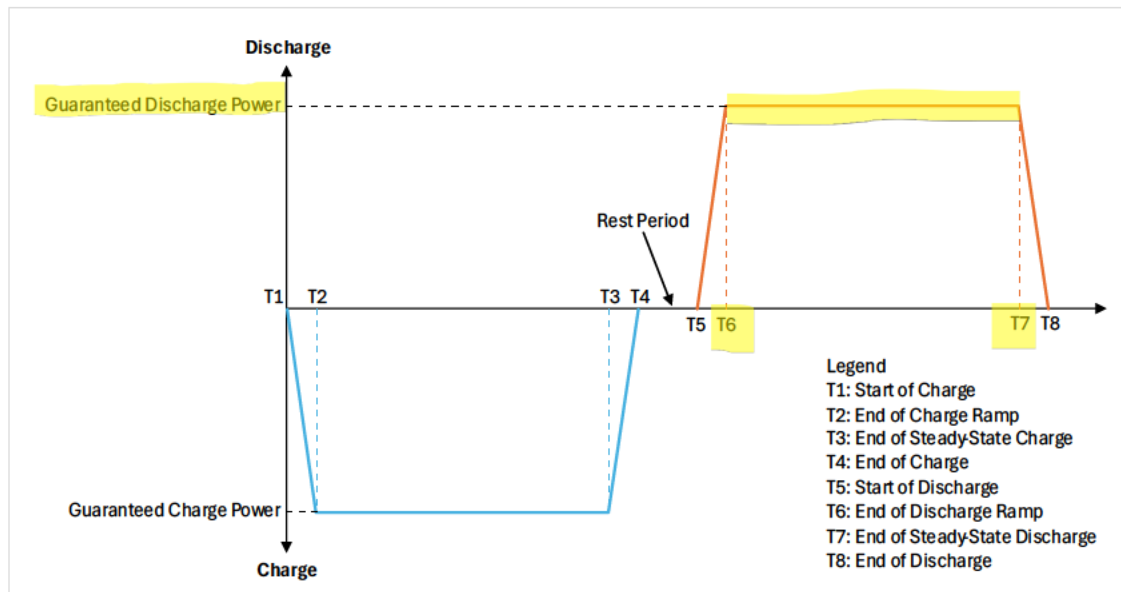 Discharge
Guaranteed Discharge Power
Rest Period
T1 T2 T3 T4
T5 T6 T7 T8
Legend
T1: Start of Charge
T2: End of Charge Ramp
T3: End of Steady-State Charge
T4: End of Charge
T5: Start of Discharge
T6: End of Discharge Ramp
T7: End of Steady-State Discharge
T8: End of Discharge
Guaranteed Charge Power
Charge